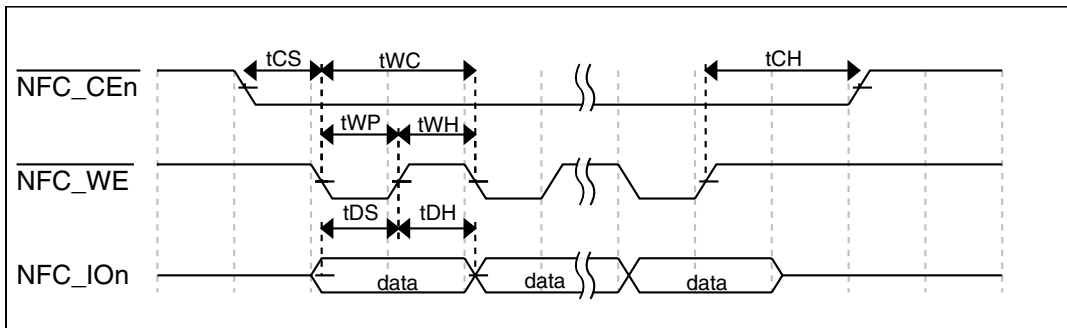 tCS tWC tCH
NFC_CEn
tWP tWH
NFC_WE
tDS tDH
NFC_IOn data data data